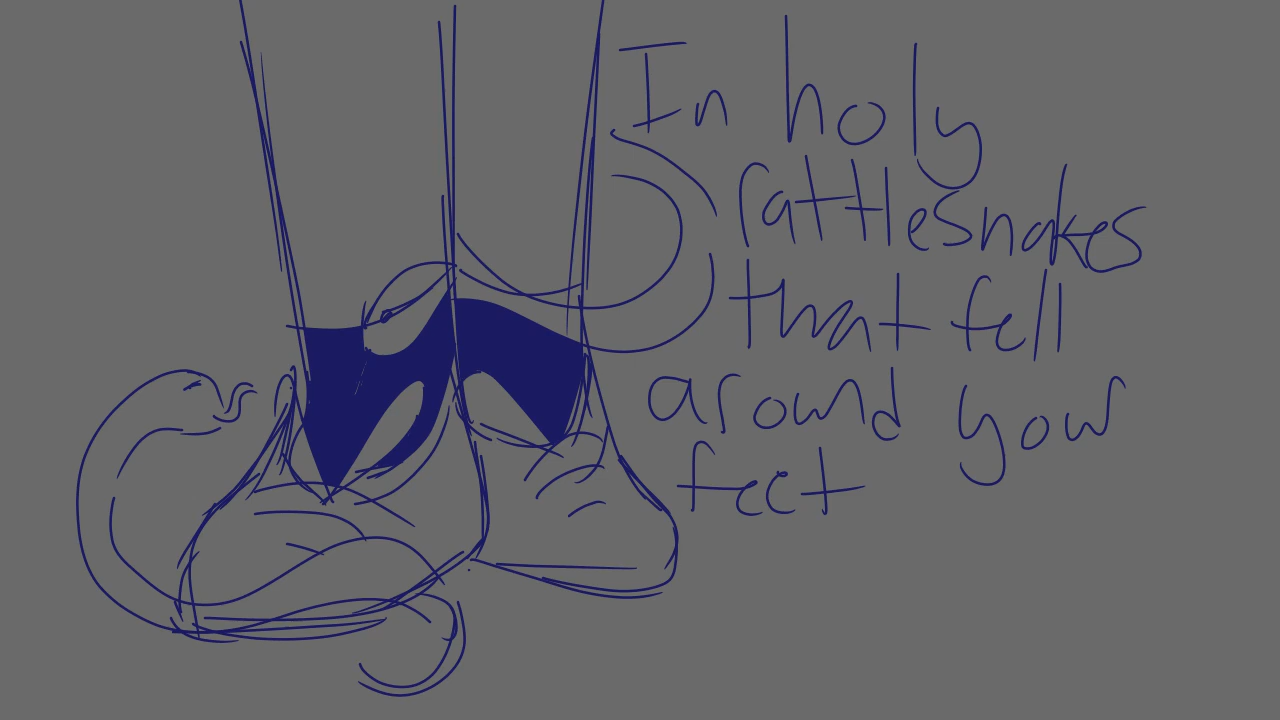 In holy
rattlesnakes
that fell
around your
feet